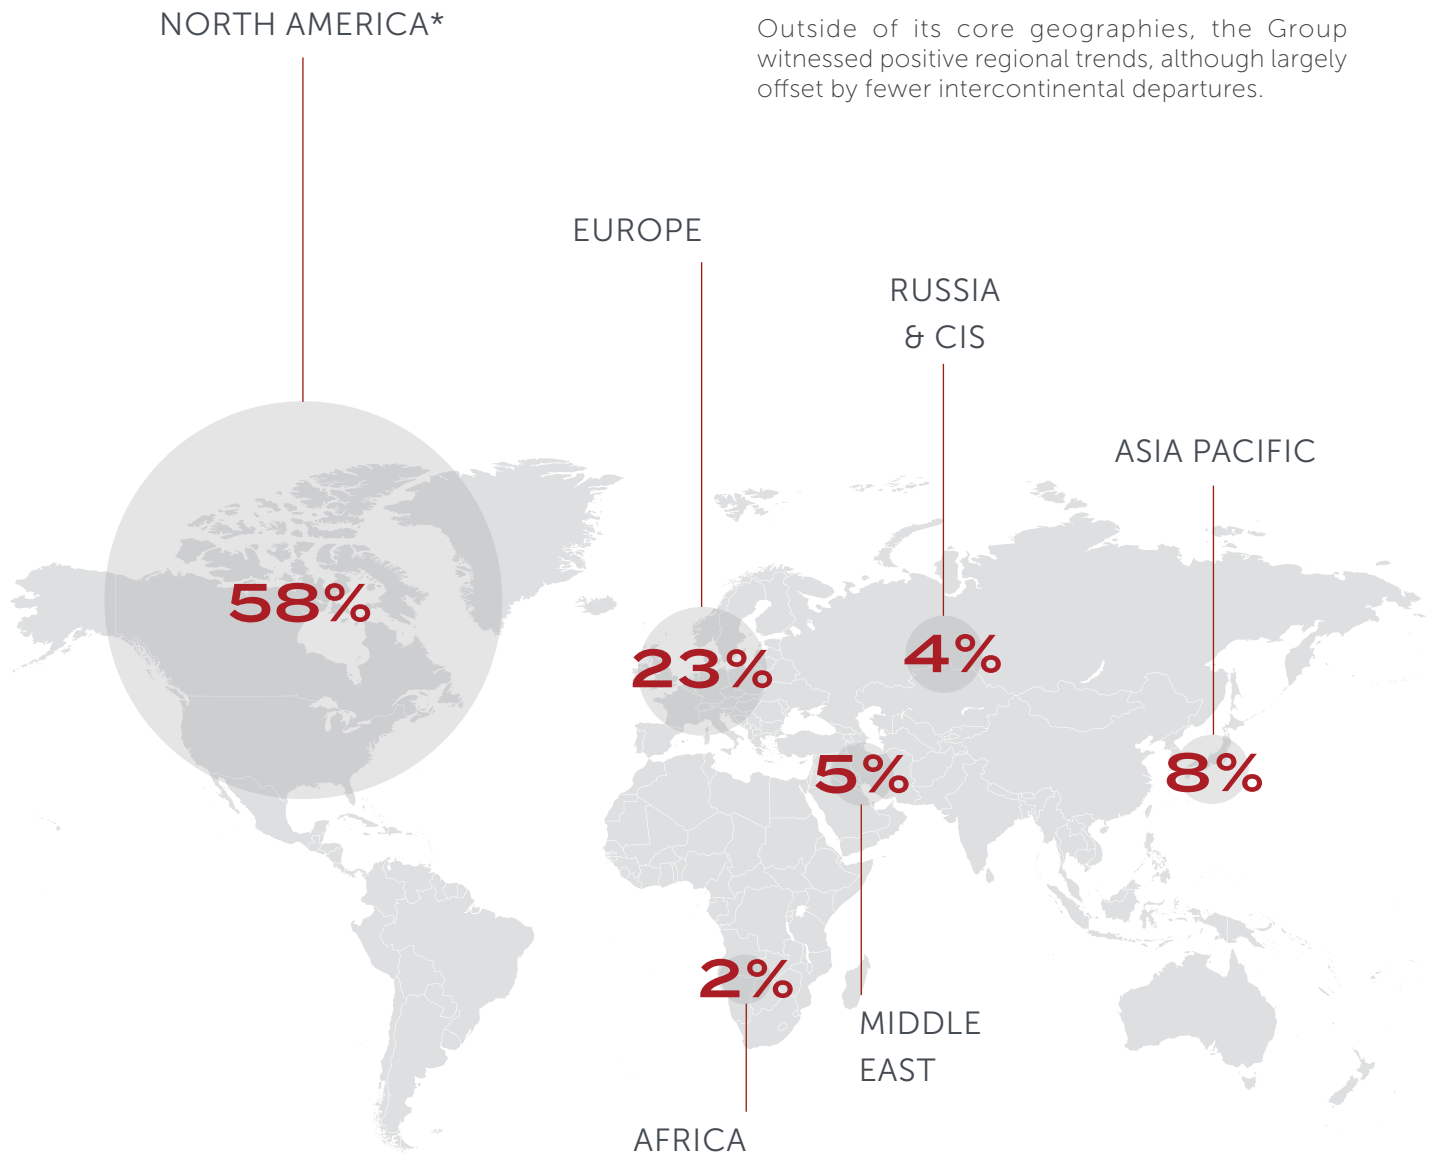 NORTH AMERICA*
Outside of its core geographies, the Group
witnessed positive regional trends, although largely
offset by fewer intercontinental departures.
EUROPE
RUSSIA
& CIS
ASIA PACIFIC
58%
23%
4%
5%
8%
2%
MIDDLE
EAST
AFRICA